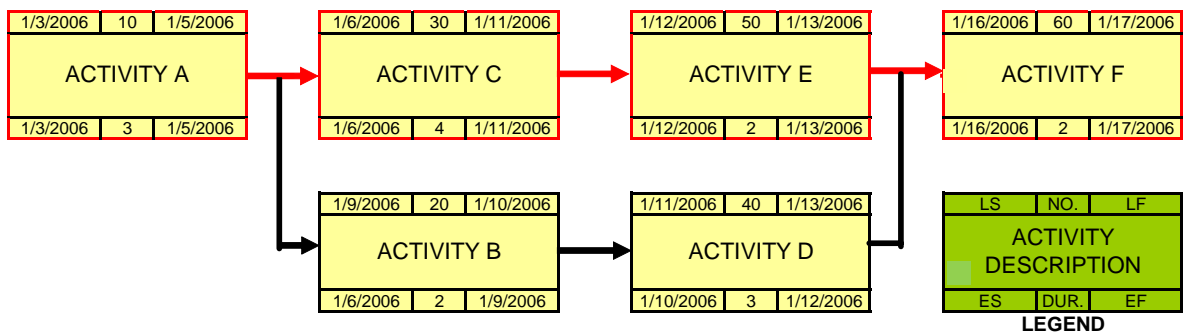 1/3/2006 10 1/5/2006
ACTIVITY A
1/3/2006 3 1/5/2006
1/6/2006 30 1/11/2006
ACTIVITY C
1/6/2006 4 1/11/2006
1/12/2006 50 1/13/2006
ACTIVITY E
1/12/2006 2 1/13/2006
1/16/2006 60 1/17/2006
ACTIVITY F
1/16/2006 2 1/17/2006
1/9/2006 20 1/10/2006
ACTIVITY B
1/6/2006 2 1/9/2006
1/11/2006 40 1/13/2006
ACTIVITY D
1/10/2006 3 1/12/2006
LS NO. LF
ACTIVITY
DESCRIPTION
ES DUR. EF
LEGEND